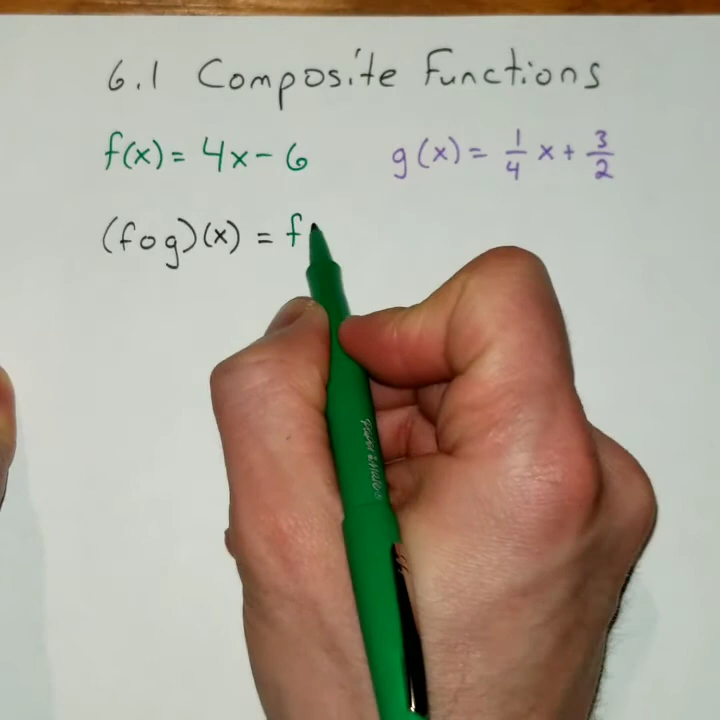 6.1 Composite Functions
f(x) = 4x - 6 g(x) = 1/4 x + 3/2
(f o g)(x) = f